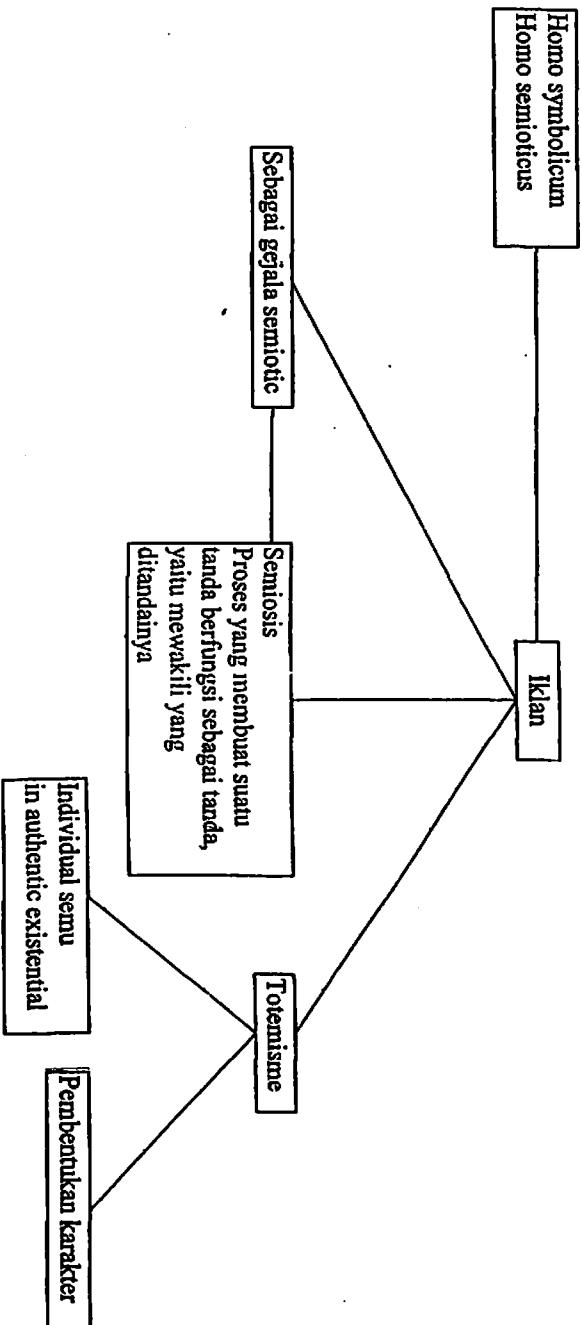 Homo symbolicum
Homo semioticus
Iklan
Sebagai gejala semiotic
Semiosis
Proses yang membuat suatu
tanda berfungsi sebagai tanda,
yaitu mewakili yang
ditandainya
Totemisme
Individual semu
in authentic existential
Pembentukan karakter